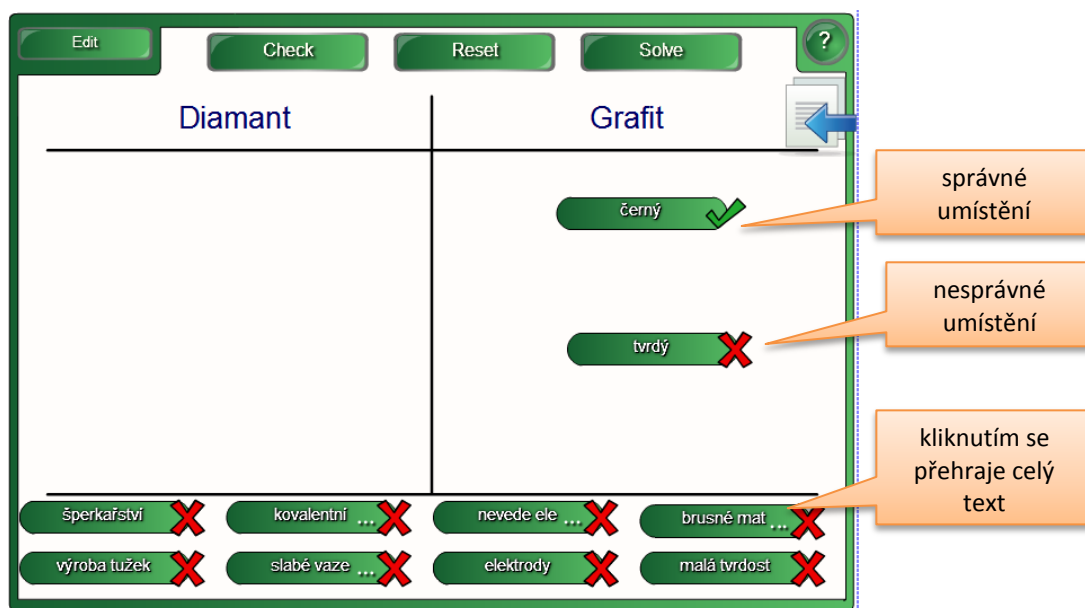 Edit
Check
Reset
Solve
?
Diamant
Grafit
černý
správné
umístění
tvrdý
nesprávné
umístění
kliknutím se
přehraje celý
text
šperkařství
kovalentní ...
nevede ele ...
brusné mat ...
výroba tužek
slabé vaze ...
elektrody
malá tvrdost